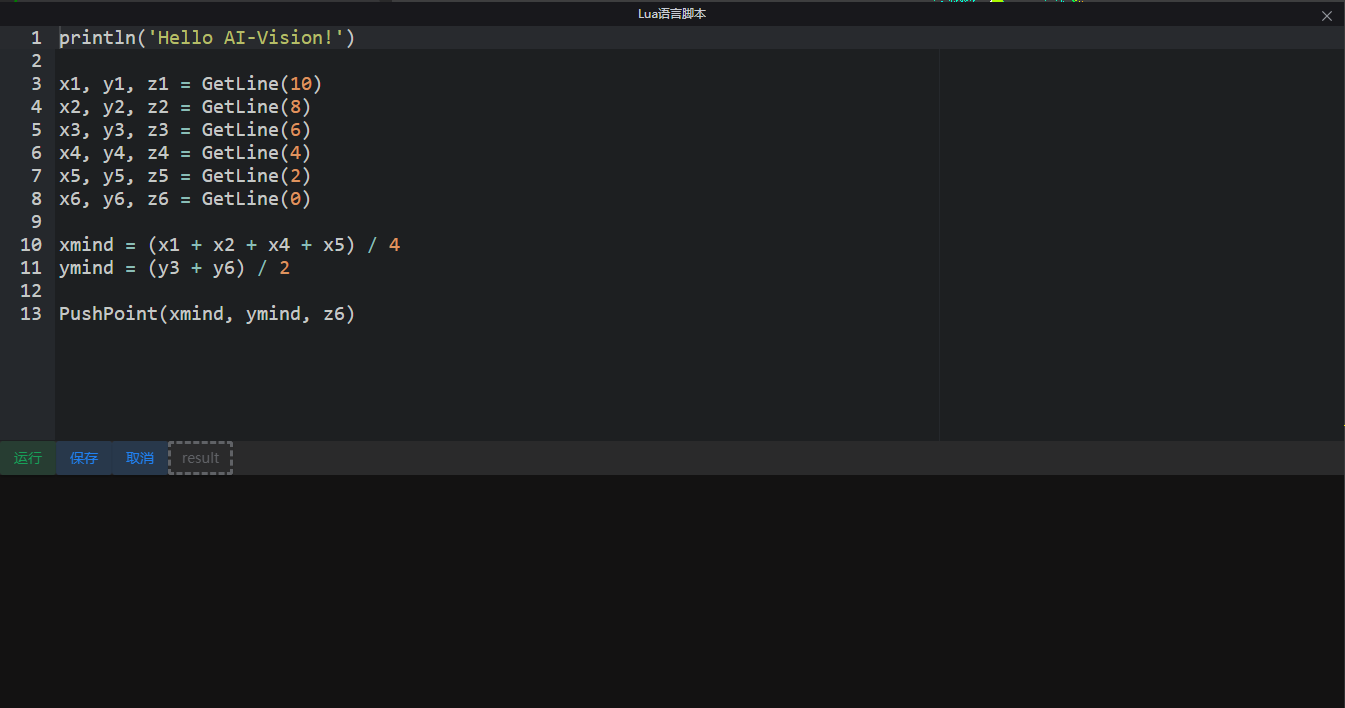 Lua语言脚本
1 println('Hello AI-Vision!')
2
3 x1, y1, z1 = GetLine(10)
4 x2, y2, z2 = GetLine(8)
5 x3, y3, z3 = GetLine(6)
6 x4, y4, z4 = GetLine(4)
7 x5, y5, z5 = GetLine(2)
8 x6, y6, z6 = GetLine(0)
9
10 xmind = (x1 + x2 + x4 + x5) / 4
11 ymind = (y3 + y6) / 2
12
13 PushPoint(xmind, ymind, z6)
运行 保存 取消 result